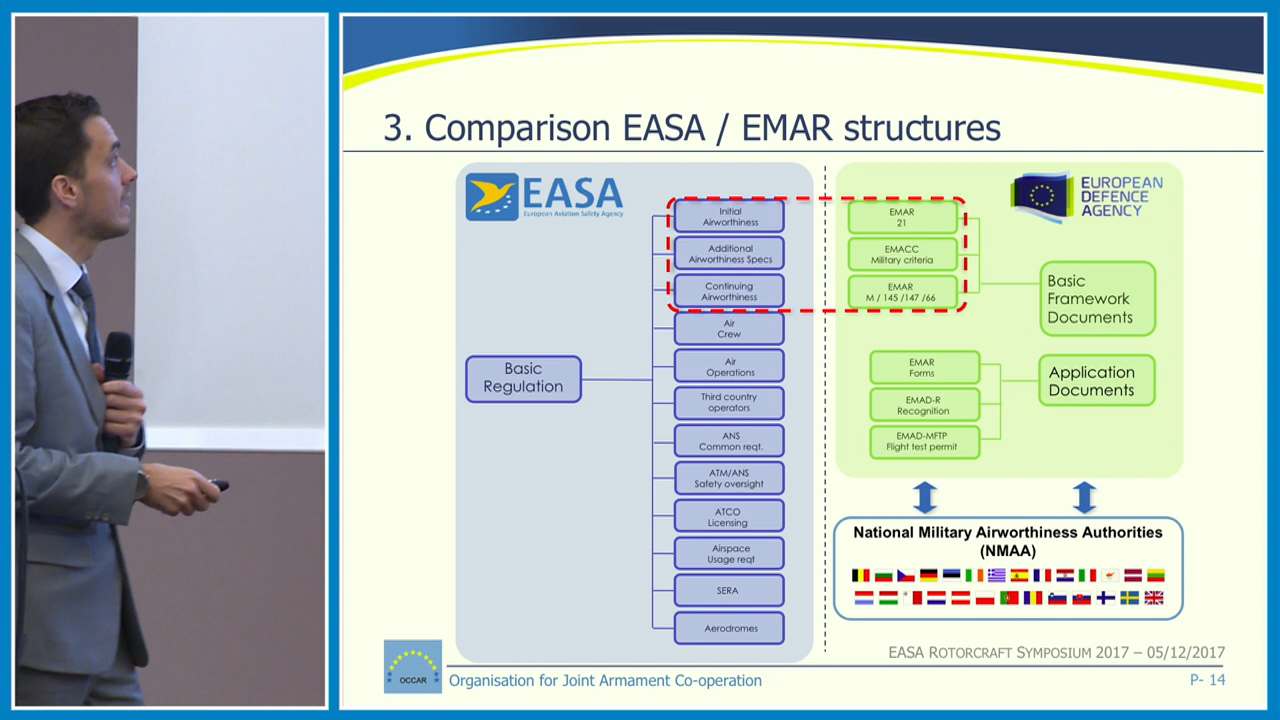 3. Comparison EASA / EMAR structures
EASA
European Aviation Safety Agency
Basic
Regulation
Initial
Airworthiness
Additional
Airworthiness Specs
Continuing
Airworthiness
Air
Crew
Air
Operations
Third country
operators
ANS
Common reqt.
ATM/ANS
Safety oversight
ATCO
Licensing
Airspace
Usage reqt
SERA
Aerodromes
EUROPEAN
DEFENCE
AGENCY
EMAR
21
EMACC
Military criteria
EMAR
M / 145 /147 /66
Basic
Framework
Documents
EMAR
Forms
EMAD-R
Recognition
EMAD-MFTP
Flight test permit
Application
Documents
National Military Airworthiness Authorities
(NMAA)
EASA ROTORCRAFT SYMPOSIUM 2017 – 05/12/2017
OCCAR
Organisation for Joint Armament Co-operation
P- 14